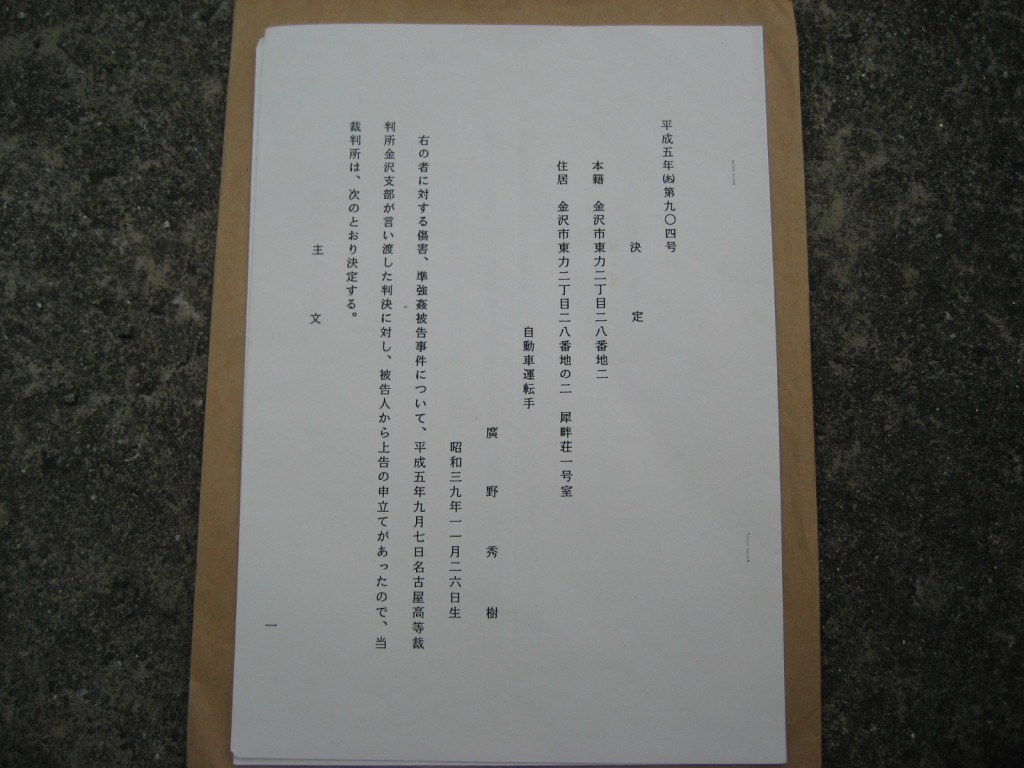 平成五年(あ)第九〇四号
決定
本籍　金沢市東力二丁目二八番地二
住居　金沢市東力二丁目二八番地の二　犀畔荘一号室
自動車運転手
廣野秀樹
昭和三九年一一月二六日生
右の者に対する傷害、準強姦被告事件について、平成五年九月七日名古屋高等裁
判所金沢支部が言い渡した判決に対し、被告人から上告の申立てがあったので、当
裁判所は、次のとおり決定する。
主文
一